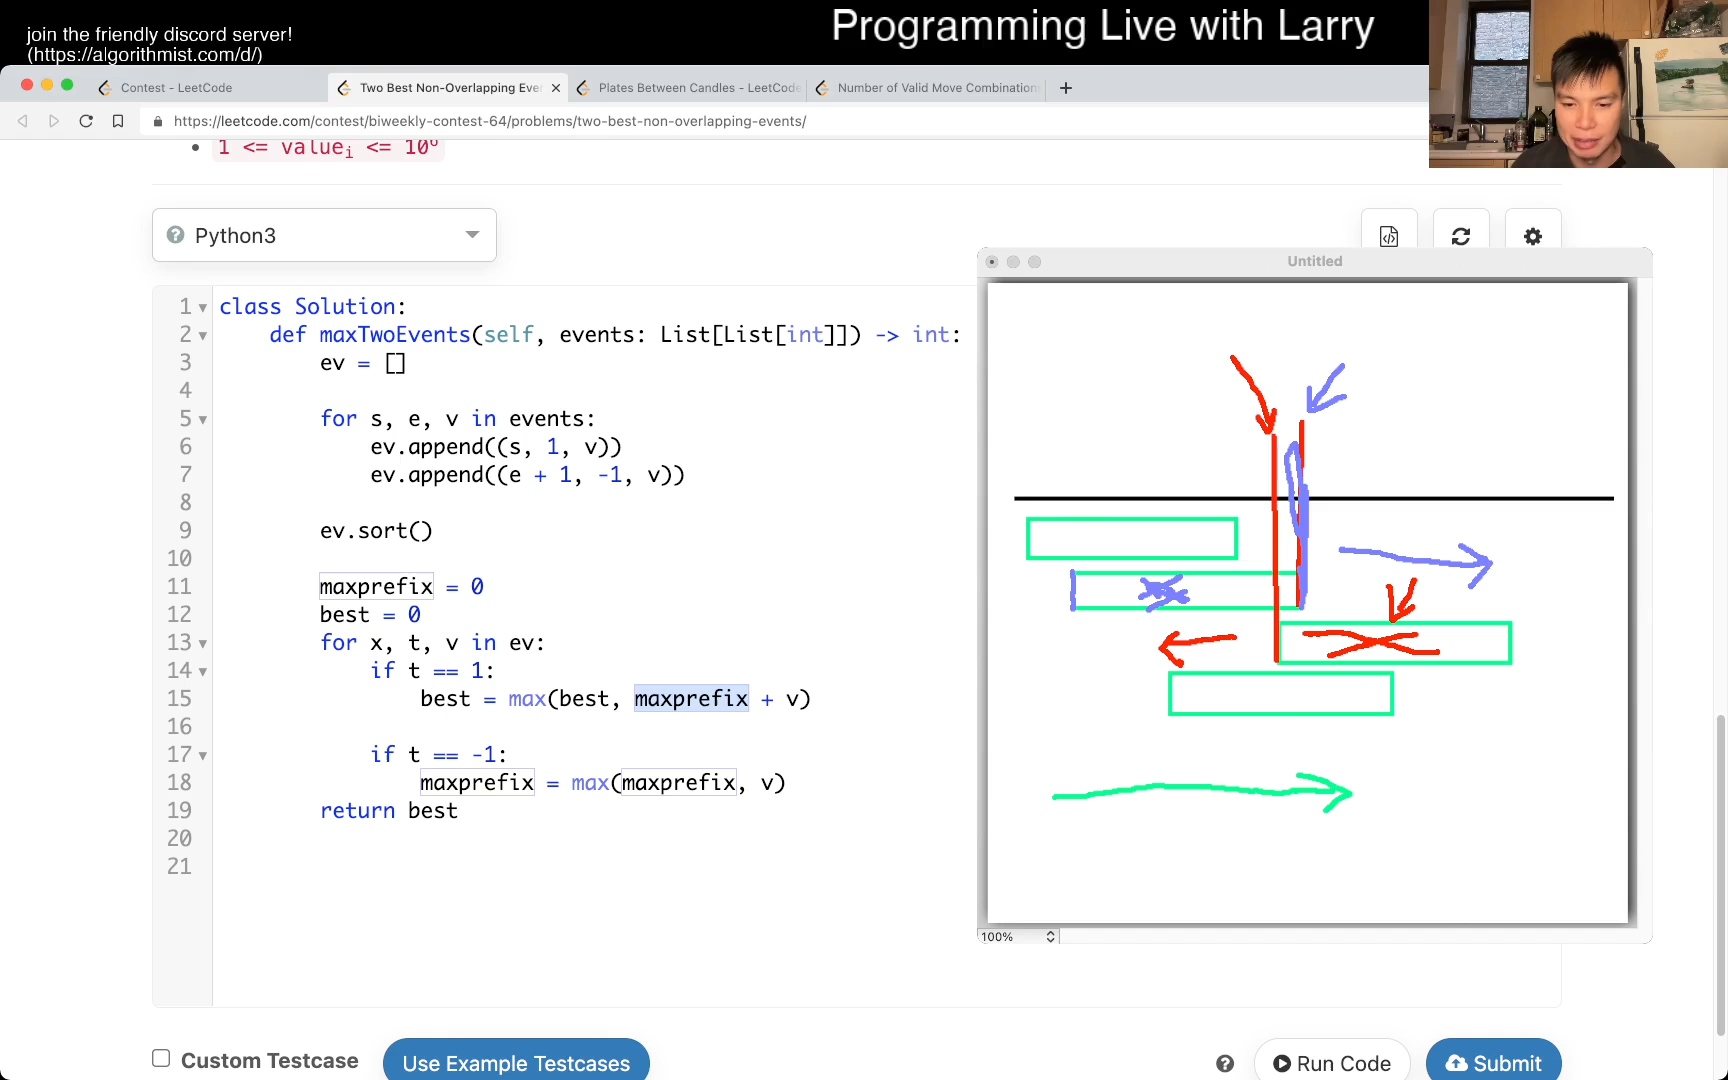 join the friendly discord server!
(https://algorithmist.com/d/)
Programming Live with Larry
Contest - LeetCode
Two Best Non-Overlapping Eve
Plates Between Candles - LeetCode
Number of Valid Move Combination
https://leetcode.com/contest/biweekly-contest-64/problems/two-best-non-overlapping-events/
1 <= valueᵢ <= 10⁶
Python3
Untitled
1 class Solution:
2 def maxTwoEvents(self, events: List[List[int]]) -> int:
3 ev = []
4
5 for s, e, v in events:
6 ev.append((s, 1, v))
7 ev.append((e + 1, -1, v))
8
9 ev.sort()
10
11 maxprefix = 0
12 best = 0
13 for x, t, v in ev:
14 if t == 1:
15 best = max(best, maxprefix + v)
16
17 if t == -1:
18 maxprefix = max(maxprefix, v)
19 return best
20
21
100%
Custom Testcase
Use Example Testcases
Run Code
Submit